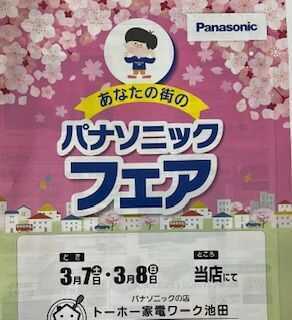 Panasonic
あなたの街の
パナソニック
フェア
とき
ところ
3月7土日・3月8日日
当店にて
パナソニックの店
トーホー家電ワーク池田